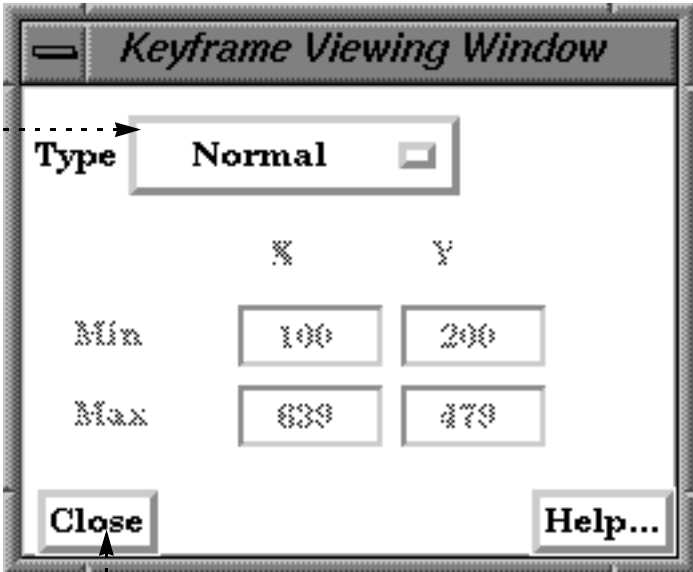 Keyframe Viewing Window
Type Normal
X Y
Min 100 200
Max 639 479
Close Help...